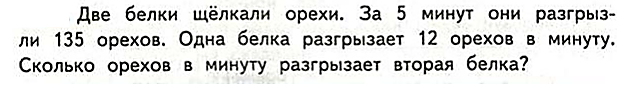 Две белки щёлкали орехи. За 5 минут они разгрыз-
ли 135 орехов. Одна белка разгрызает 12 орехов в минуту.
Сколько орехов в минуту разгрызает вторая белка?